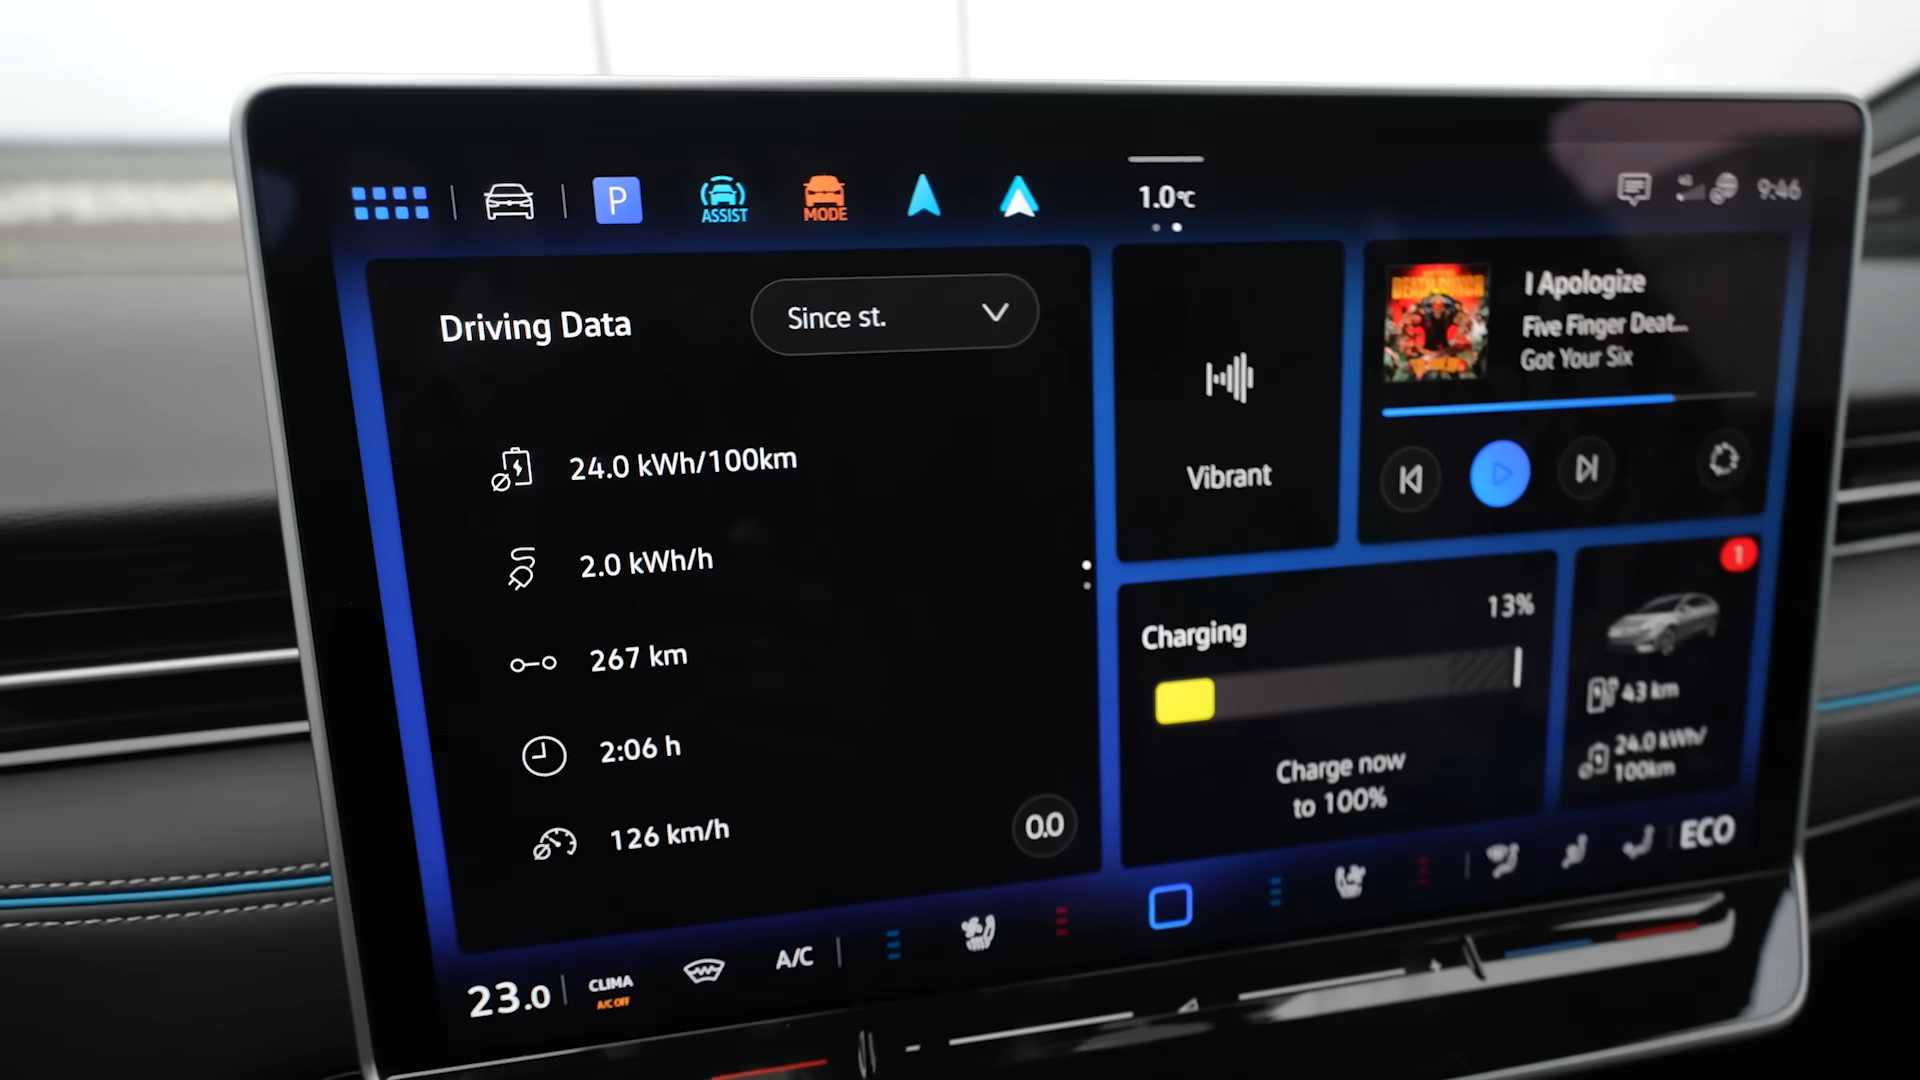 P
ASSIST
MODE
1.0°C
9:46
Driving Data
Since st.
24.0 kWh/100km
2.0 kWh/h
267 km
2:06 h
126 km/h
0.0
Vibrant
I Apologize
Five Finger Deat...
Got Your Six
Charging
13%
Charge now
to 100%
1
43 km
24.0 kWh/
100km
23.0
CLIMA
A/C OFF
A/C
ECO